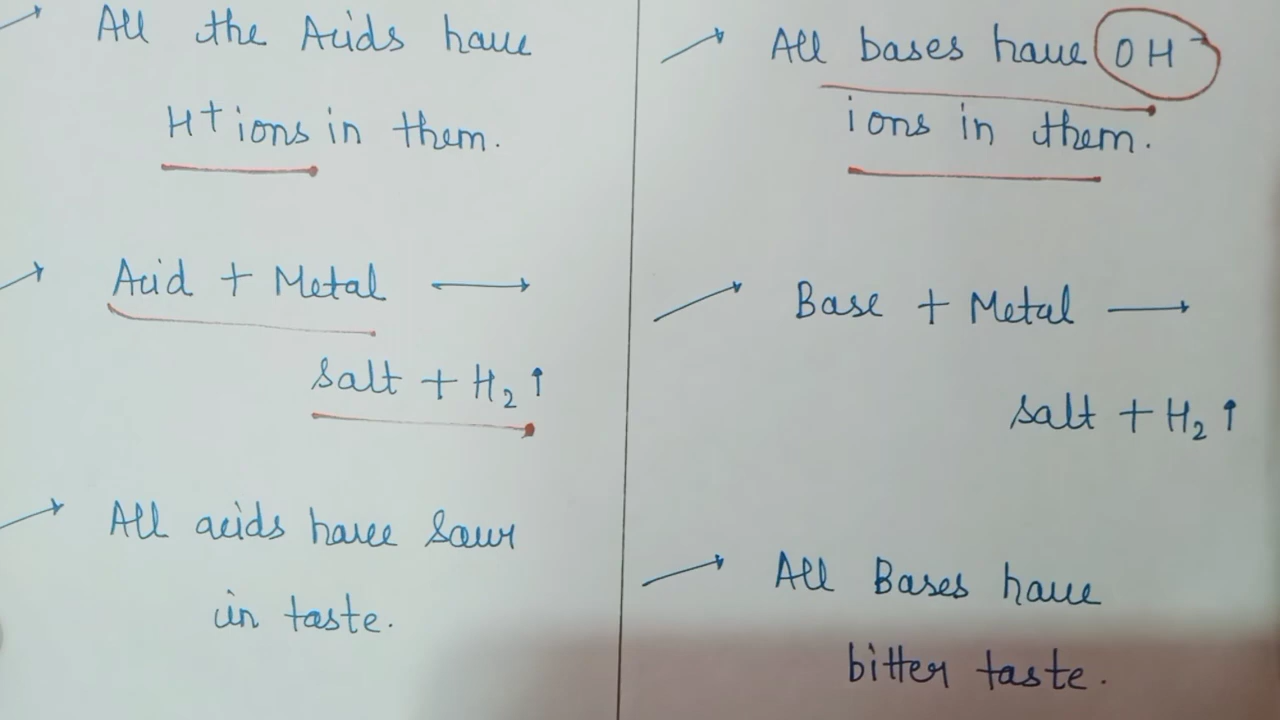 All the Acids have
H⁺ ions in them.
Acid + Metal ⟶
Salt + H₂ ↑
All acids have Sour
in taste.
All bases have OH⁻
ions in them.
Base + Metal ⟶
Salt + H₂ ↑
All Bases have
bitter taste.